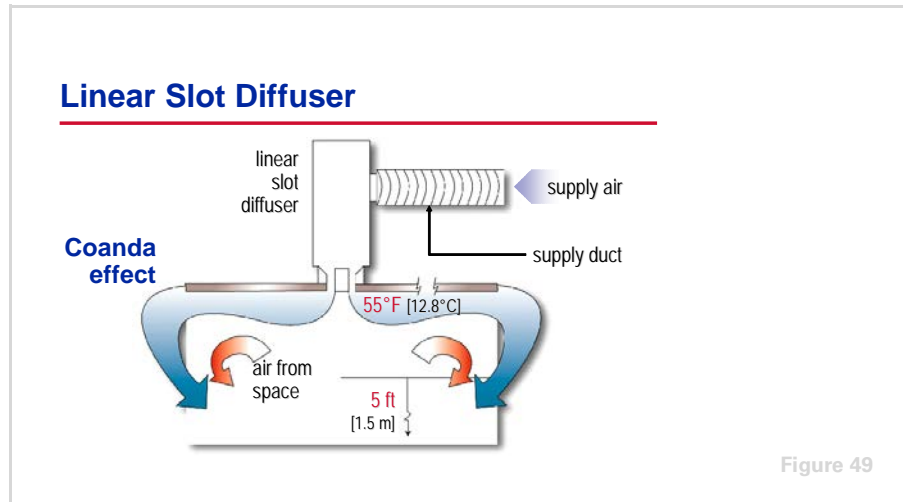 Linear Slot Diffuser
linear
slot
diffuser
supply air
supply duct
Coanda
effect
55°F [12.8°C]
air from
space
5 ft
[1.5 m]
Figure 49